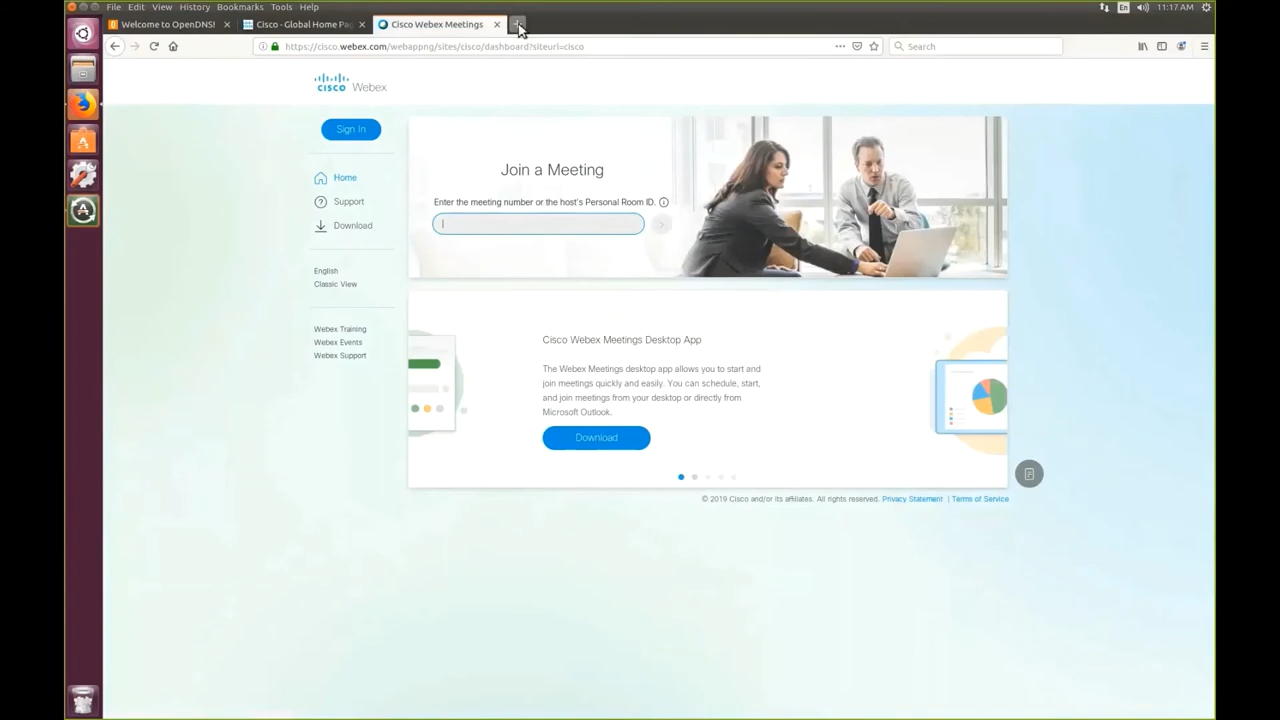 File Edit View History Bookmarks Tools Help
En 11:17 AM
Welcome to OpenDNS!
Cisco - Global Home Pag
Cisco Webex Meetings
https://cisco.webex.com/webappng/sites/cisco/dashboard?siteurl=cisco
Search
CISCO Webex
Sign In
Home
Support
Download
English
Classic View
Webex Training
Webex Events
Webex Support
Join a Meeting
Enter the meeting number or the host's Personal Room ID.
Cisco Webex Meetings Desktop App
The Webex Meetings desktop app allows you to start and
join meetings quickly and easily. You can schedule, start,
and join meetings from your desktop or directly from
Microsoft Outlook.
Download
© 2019 Cisco and/or its affiliates. All rights reserved. Privacy Statement | Terms of Service